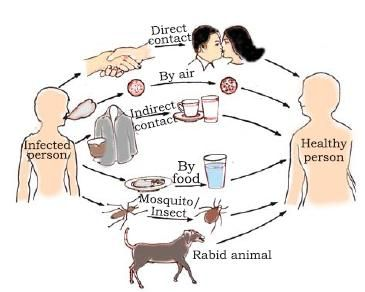 Direct
contact
By air
Indirect
contact
Infected
person
Healthy
person
By
food
Mosquito/
Insect
Rabid animal